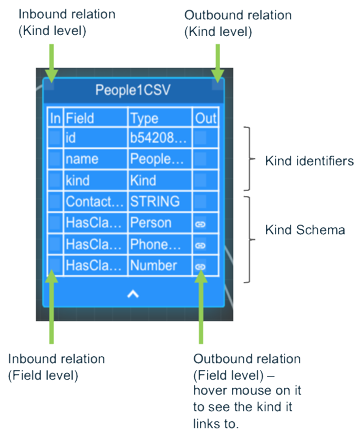 Inbound relation
(Kind level)
Outbound relation
(Kind level)
People1CSV
In Field Type Out
id b54208...
name People...
kind Kind
Contact... STRING
HasCla... Person
HasCla... Phone...
HasCla... Number
Kind identifiers
Kind Schema
Inbound relation
(Field level)
Outbound relation
(Field level) –
hover mouse on it
to see the kind it
links to.